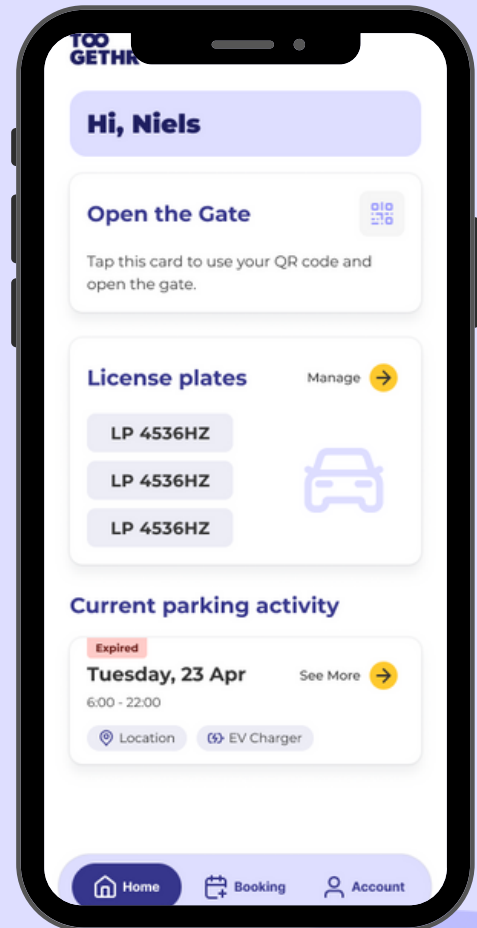 TOO
GETHR
Hi, Niels
Open the Gate
Tap this card to use your QR code and
open the gate.
License plates
Manage
LP 4536HZ
LP 4536HZ
LP 4536HZ
Current parking activity
Expired
Tuesday, 23 Apr
See More
6:00 - 22:00
Location
EV Charger
Home
Booking
Account